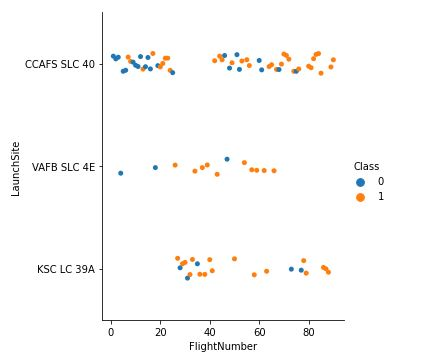 CCAFS SLC 40
VAFB SLC 4E
KSC LC 39A
LaunchSite
0 20 40 60 80
FlightNumber
Class
0
1